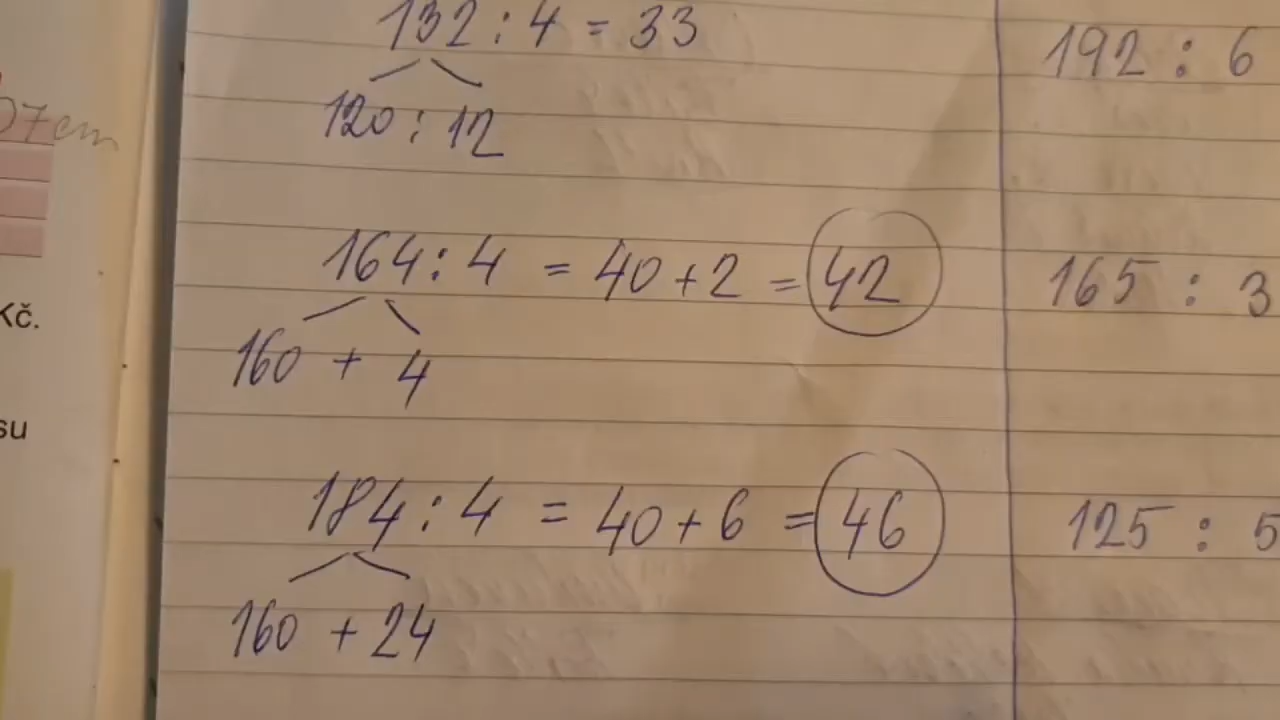 132 : 4 = 33
120 : 12
164 : 4 = 40 + 2 = 42
160 + 4
184 : 4 = 40 + 6 = 46
160 + 24
192 : 6
165 : 3
125 : 5
07cm
Kč.
su